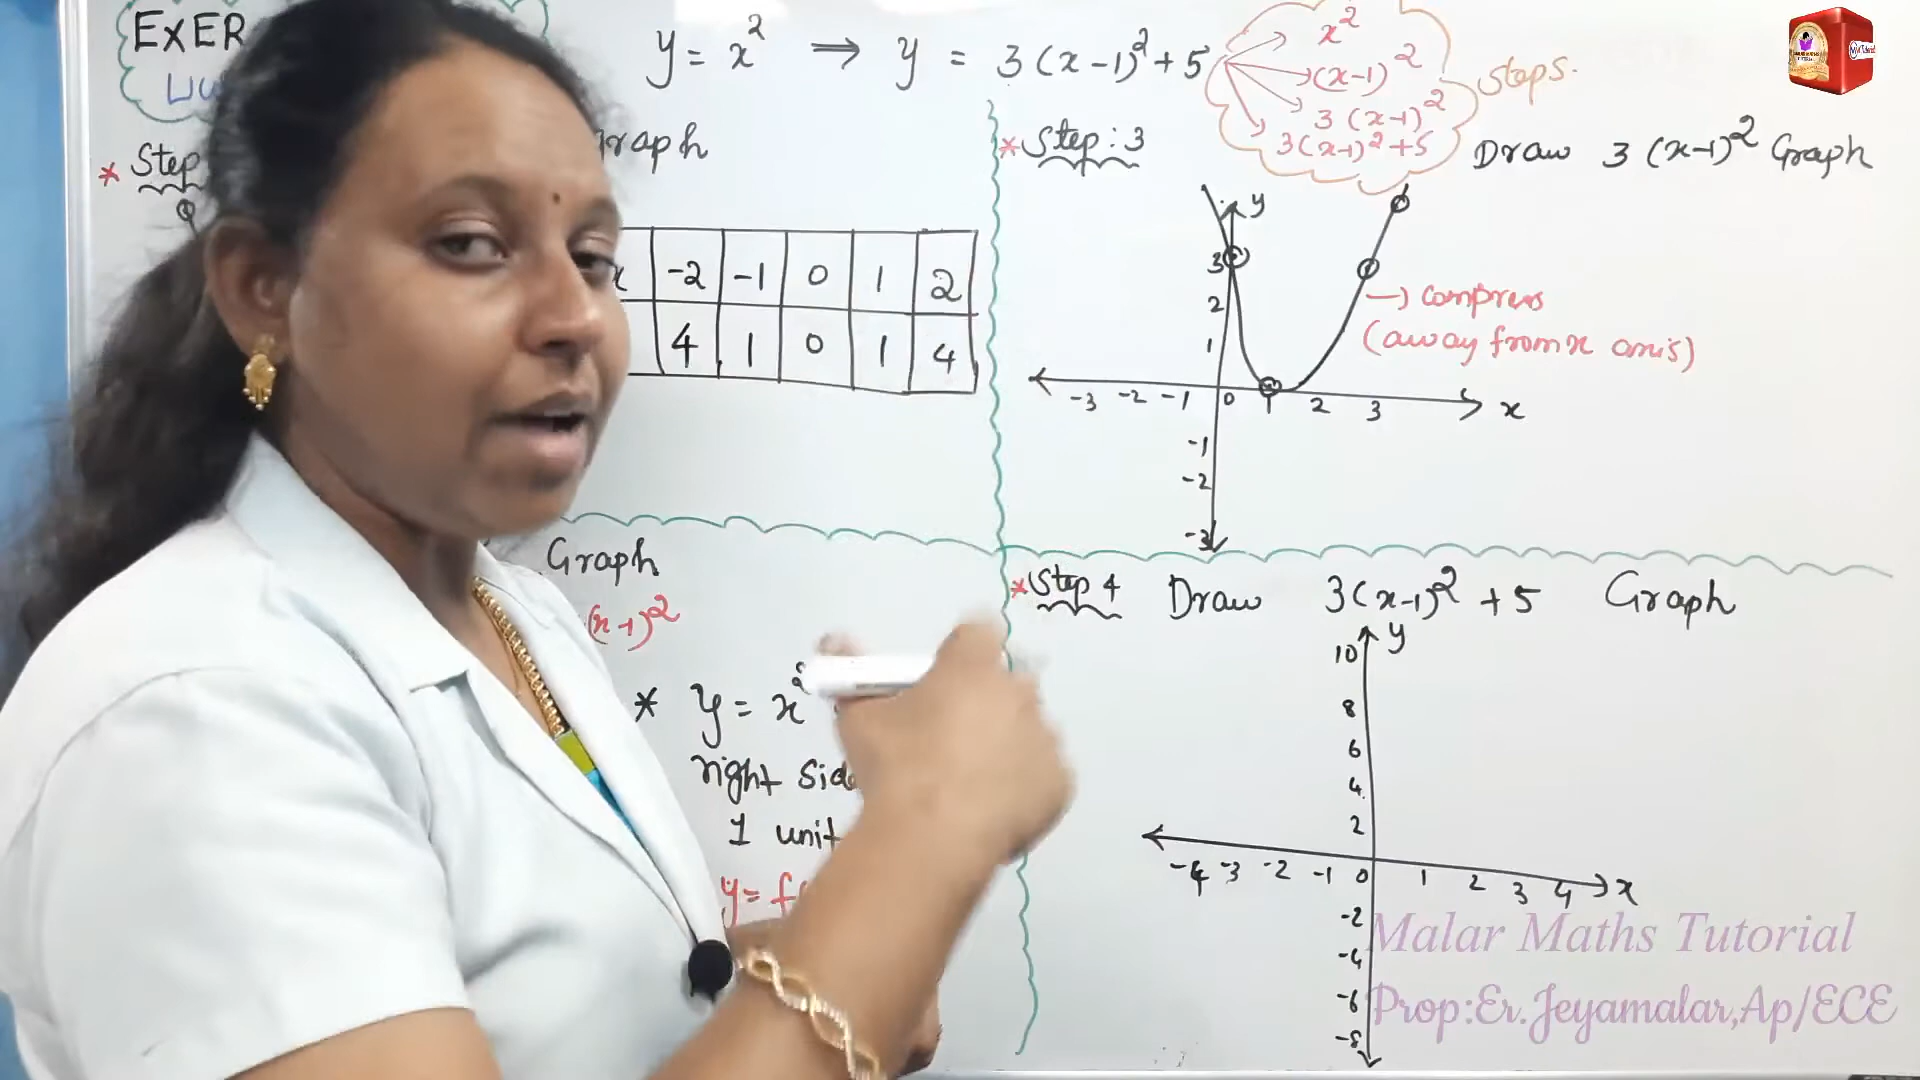 EXER
y = x² ⟹ y = 3(x-1)²+5
x²
(x-1)²
3(x-1)²
3(x-1)²+5
Steps.
* Step
Graph
x -2 -1 0 1 2
4 1 0 1 4
* Step:3
Draw 3(x-1)² Graph
y
3
2
1
→ compress
(away from x axis)
-3 -2 -1 0 1 2 3 x
-1
-2
-3
Graph
(x-1)²
* y = x²
right side
1 unit
y = f
* Step 4 Draw 3(x-1)² +5 Graph
y
10
8
6
4
2
-4 -3 -2 -1 0 1 2 3 4 x
-2
-4
-6
-8
Malar Maths Tutorial
Prop:Er.Jeyamalar,Ap/ECE